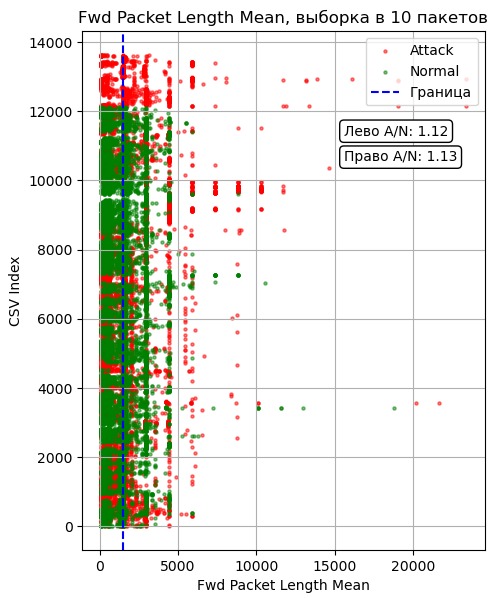 Fwd Packet Length Mean, выборка в 10 пакетов
14000
12000
10000
8000
6000
4000
2000
0
CSV Index
Attack
Normal
Граница
Лево A/N: 1.12
Право A/N: 1.13
0
5000
10000
15000
20000
Fwd Packet Length Mean